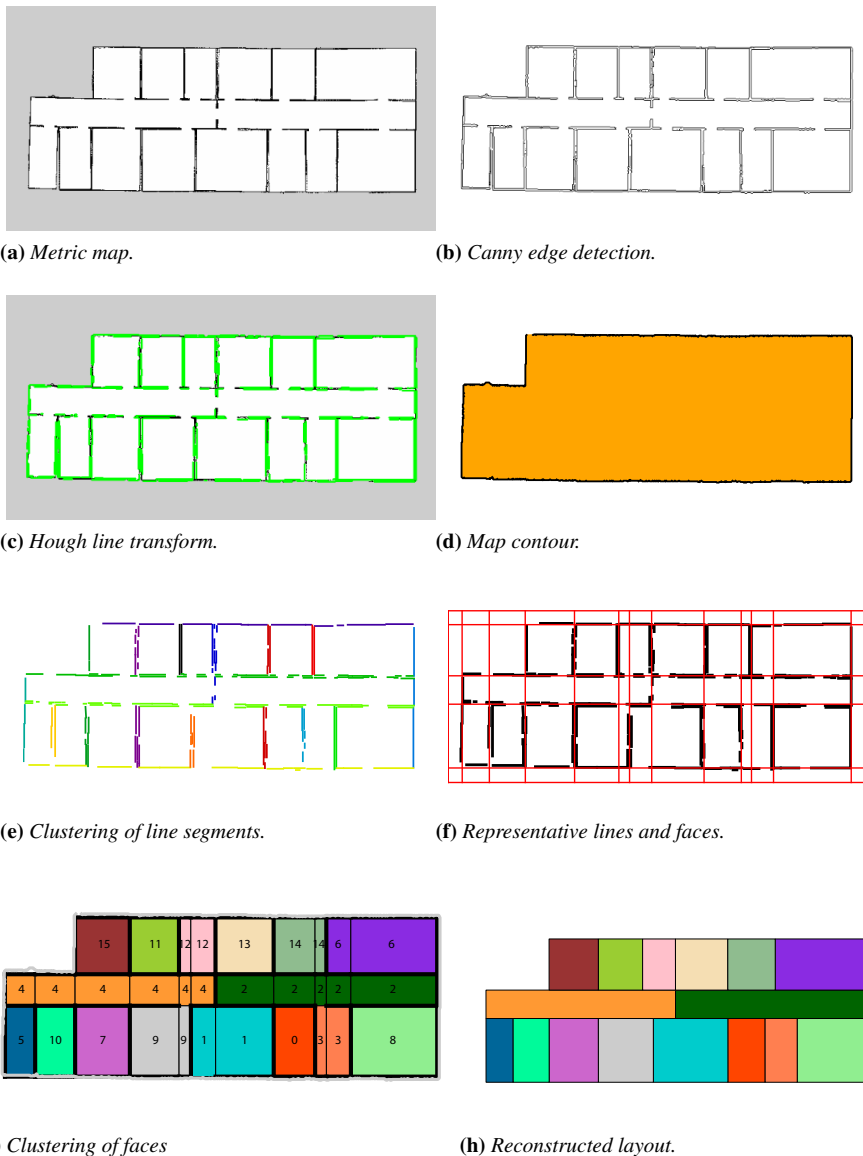 (a) Metric map.
(b) Canny edge detection.
(c) Hough line transform.
(d) Map contour.
(e) Clustering of line segments.
(f) Representative lines and faces.
15 11 12 12 13 14 14 6 6
4 4 4 4 4 4 2 2 2 2 2
5 10 7 9 9 1 1 0 3 3 8
) Clustering of faces
(h) Reconstructed layout.